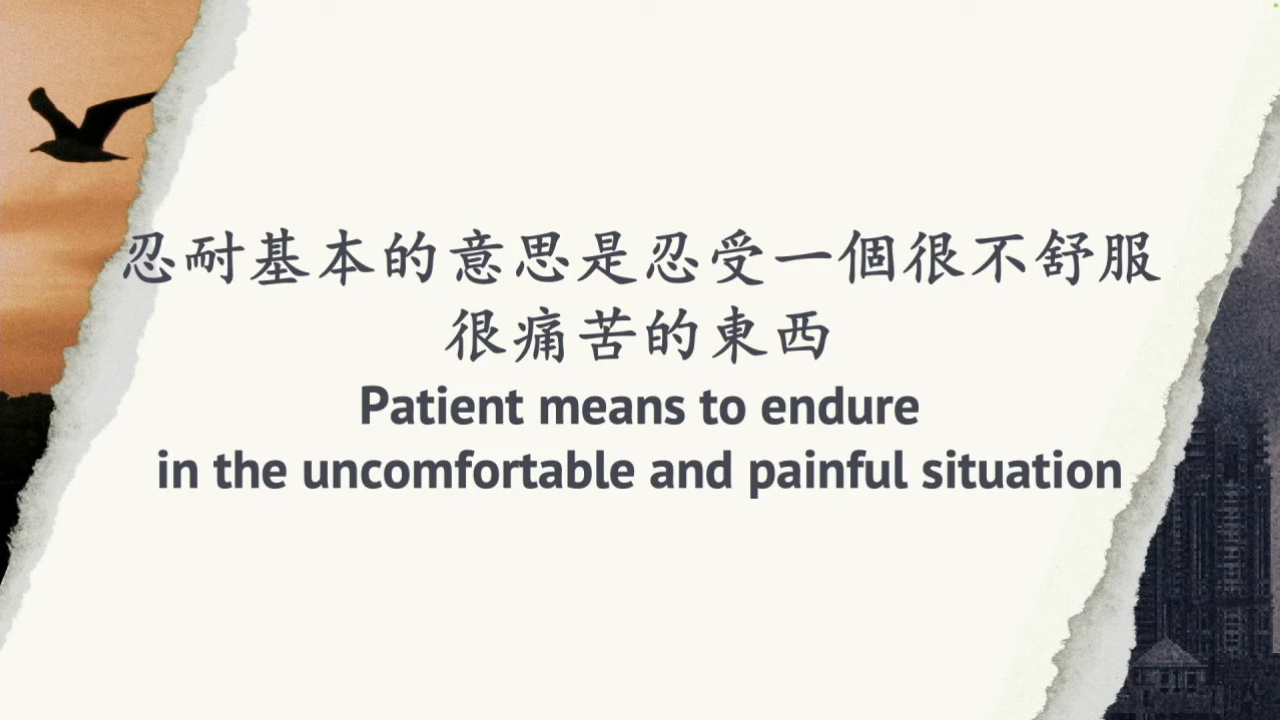 忍耐基本的意思是忍受一個很不舒服
很痛苦的東西
Patient means to endure
in the uncomfortable and painful situation